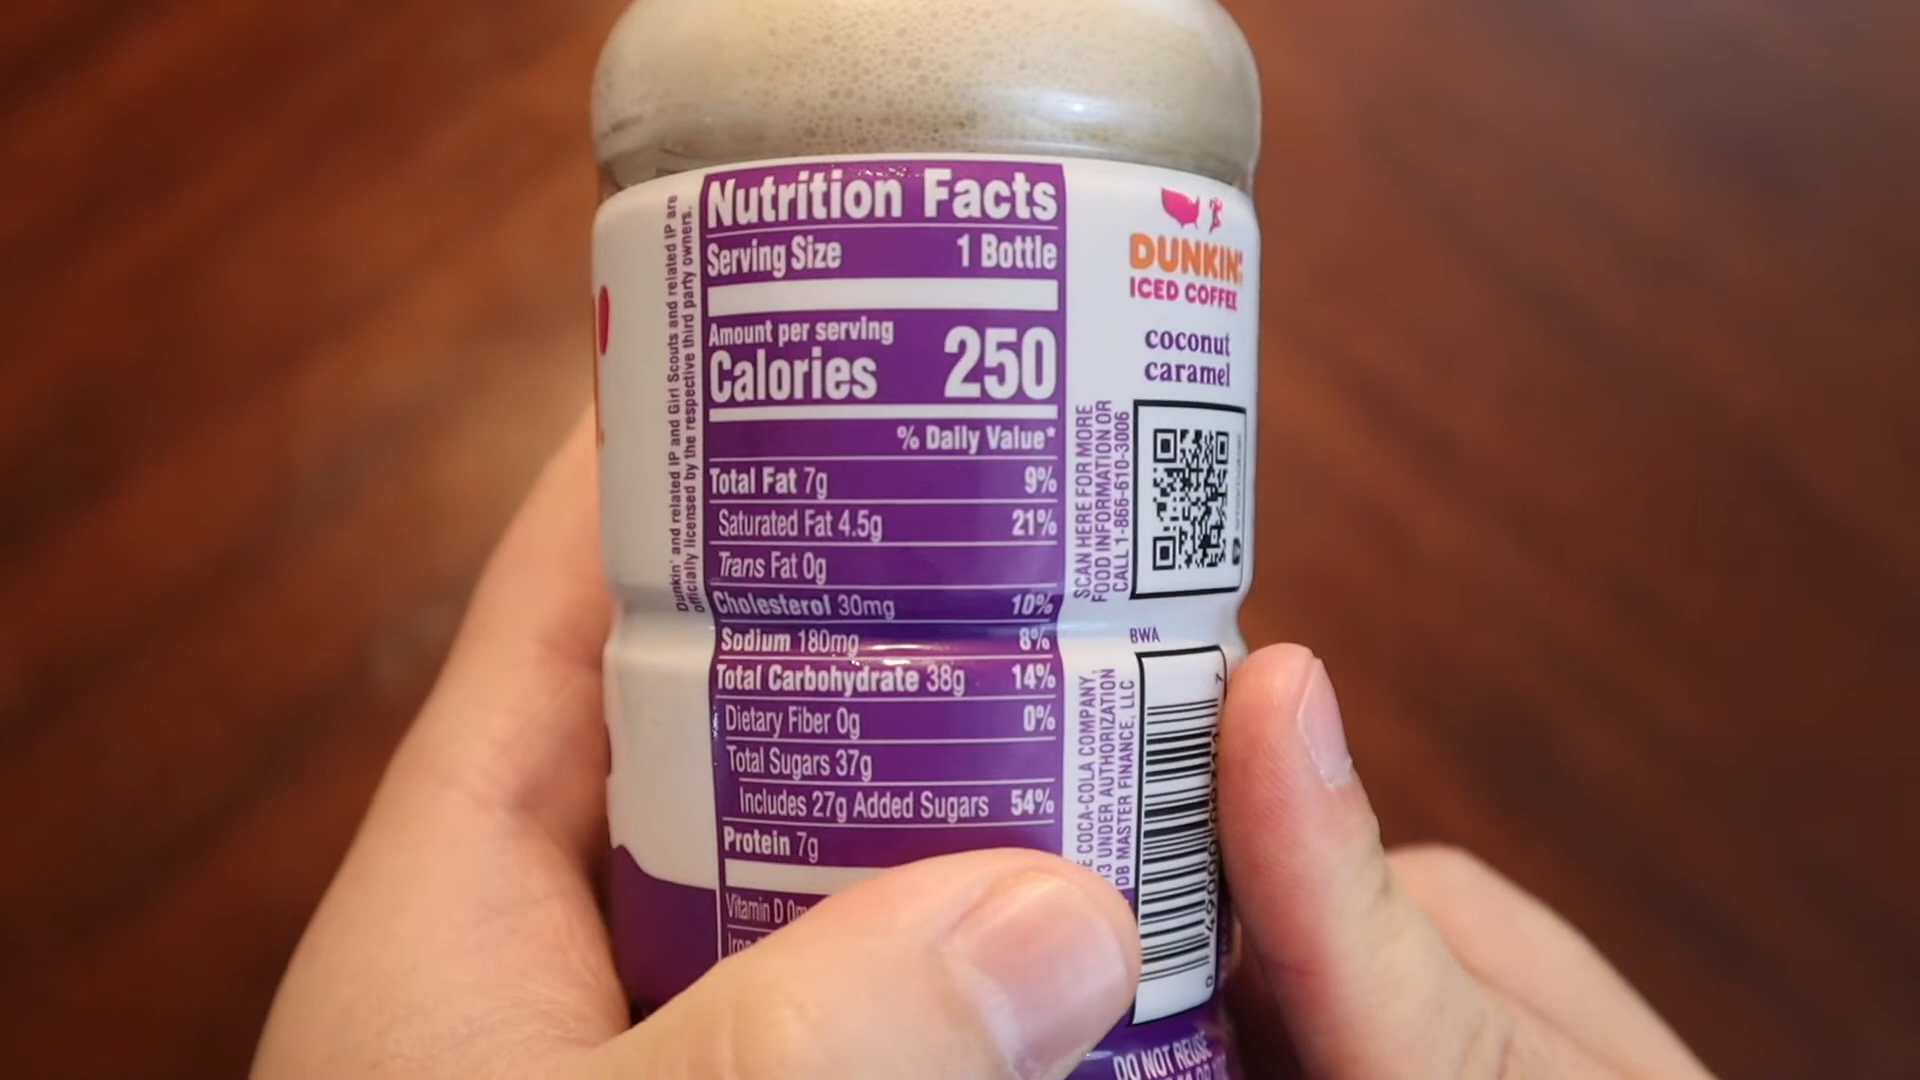 Dunkin' and related IP and Girl Scouts and related IP are
officially licensed by the respective third party owners.
Nutrition Facts
Serving Size 1 Bottle
Amount per serving
Calories 250
% Daily Value*
Total Fat 7g 9%
Saturated Fat 4.5g 21%
Trans Fat 0g
Cholesterol 30mg 10%
Sodium 180mg 8%
Total Carbohydrate 38g 14%
Dietary Fiber 0g 0%
Total Sugars 37g
Includes 27g Added Sugars 54%
Protein 7g
Vitamin D
DUNKIN'
ICED COFFEE
coconut
caramel
SCAN HERE FOR MORE
FOOD INFORMATION OR
CALL 1-866-610-3006
BWA
COCA-COLA COMPANY,
UNDER AUTHORIZATION
DB MASTER FINANCE, LLC
DO NOT REUSE